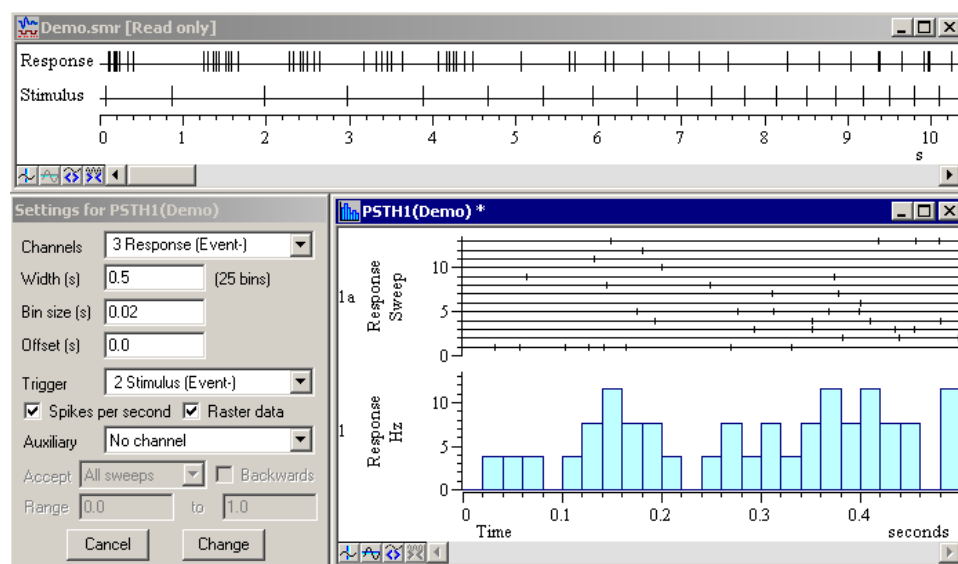 Demo.smr [Read only]
Response
Stimulus
0 1 2 3 4 5 6 7 8 9 10
s
Settings for PSTH1(Demo)
Channels 3 Response (Event-)
Width (s) 0.5 (25 bins)
Bin size (s) 0.02
Offset (s) 0.0
Trigger 2 Stimulus (Event-)
Spikes per second Raster data
Auxiliary No channel
Accept All sweeps Backwards
Range 0.0 to 1.0
Cancel Change
PSTH1(Demo) *
1a
Response
Sweep
10
5
0
1
Response
Hz
10
5
0
0 0.1 0.2 0.3 0.4
Time seconds